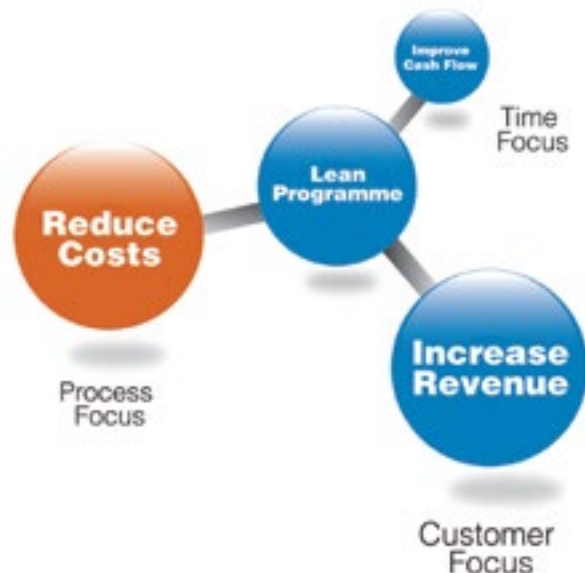 Improve
Cash Flow
Time
Focus
Lean
Programme
Reduce
Costs
Process
Focus
Increase
Revenue
Customer
Focus